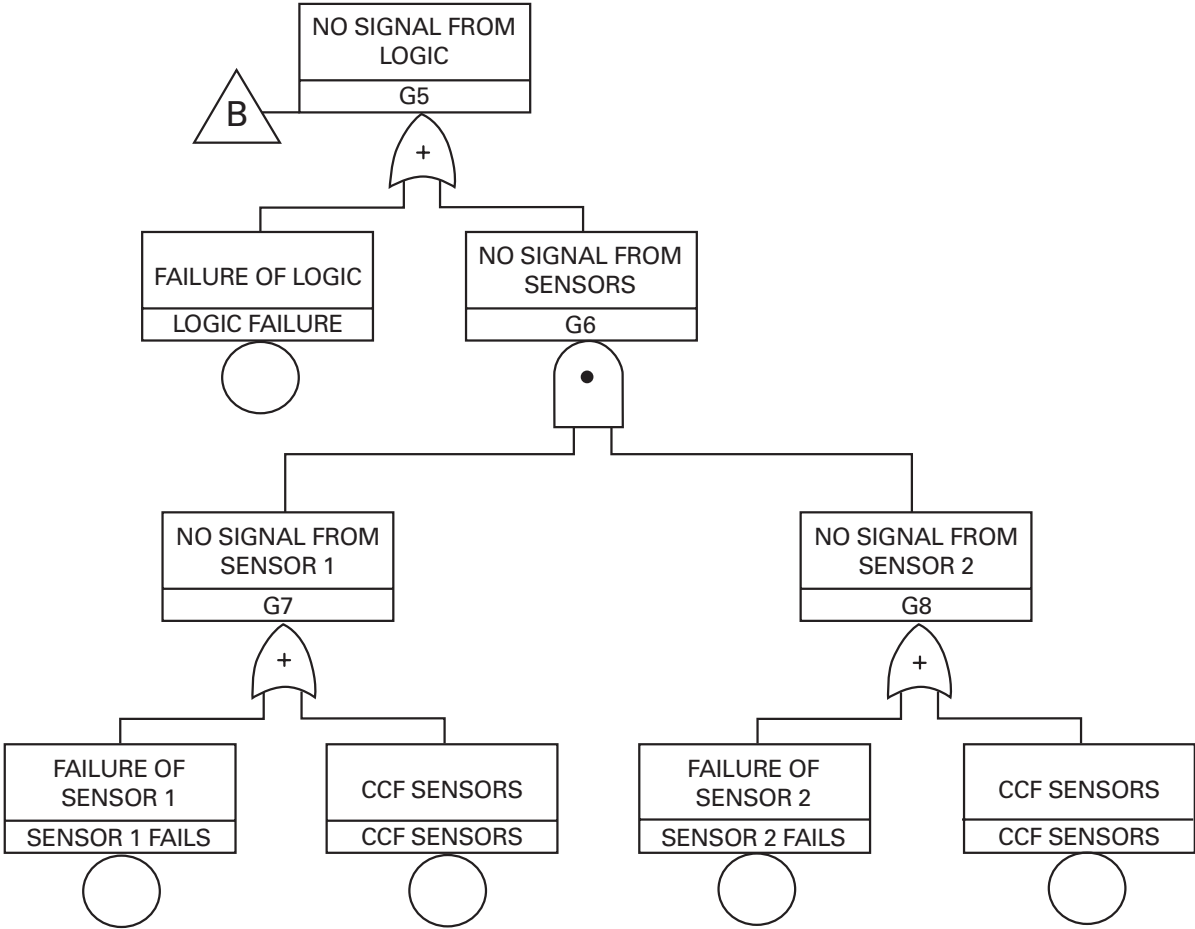 NO SIGNAL FROM
LOGIC
G5
B
+
FAILURE OF LOGIC
LOGIC FAILURE
NO SIGNAL FROM
SENSORS
G6
NO SIGNAL FROM
SENSOR 1
G7
+
NO SIGNAL FROM
SENSOR 2
G8
+
FAILURE OF
SENSOR 1
SENSOR 1 FAILS
CCF SENSORS
CCF SENSORS
FAILURE OF
SENSOR 2
SENSOR 2 FAILS
CCF SENSORS
CCF SENSORS